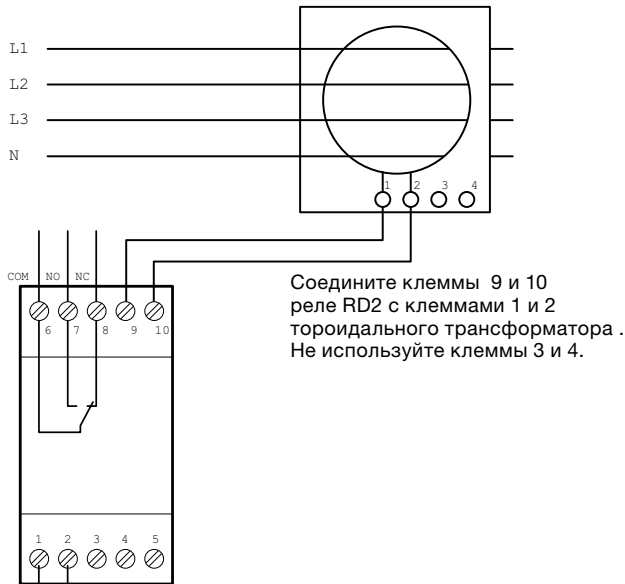 L1
L2
L3
N
1 2 3 4
COM NO NC
6 7 8 9 10
Соедините клеммы 9 и 10
реле RD2 с клеммами 1 и 2
тороидального трансформатора .
Не используйте клеммы 3 и 4.
1 2 3 4 5